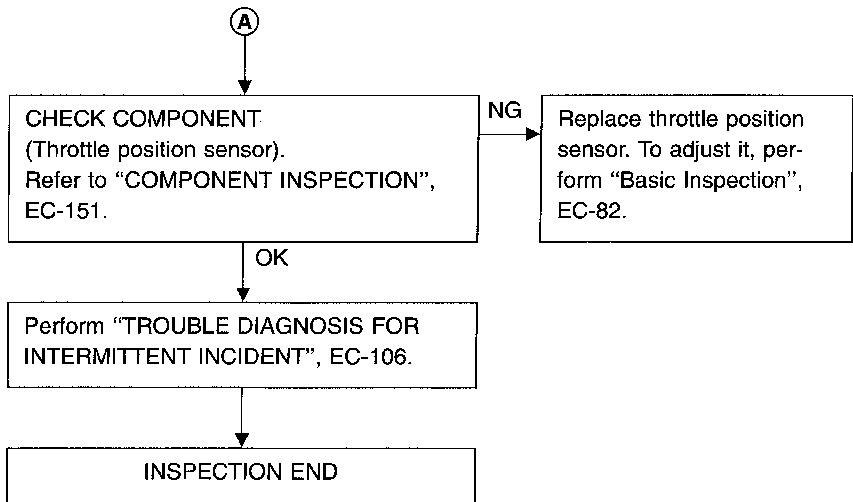 A
CHECK COMPONENT
(Throttle position sensor).
Refer to “COMPONENT INSPECTION”,
EC-151.
NG
Replace throttle position
sensor. To adjust it, per-
form “Basic Inspection”,
EC-82.
OK
Perform “TROUBLE DIAGNOSIS FOR
INTERMITTENT INCIDENT”, EC-106.
INSPECTION END